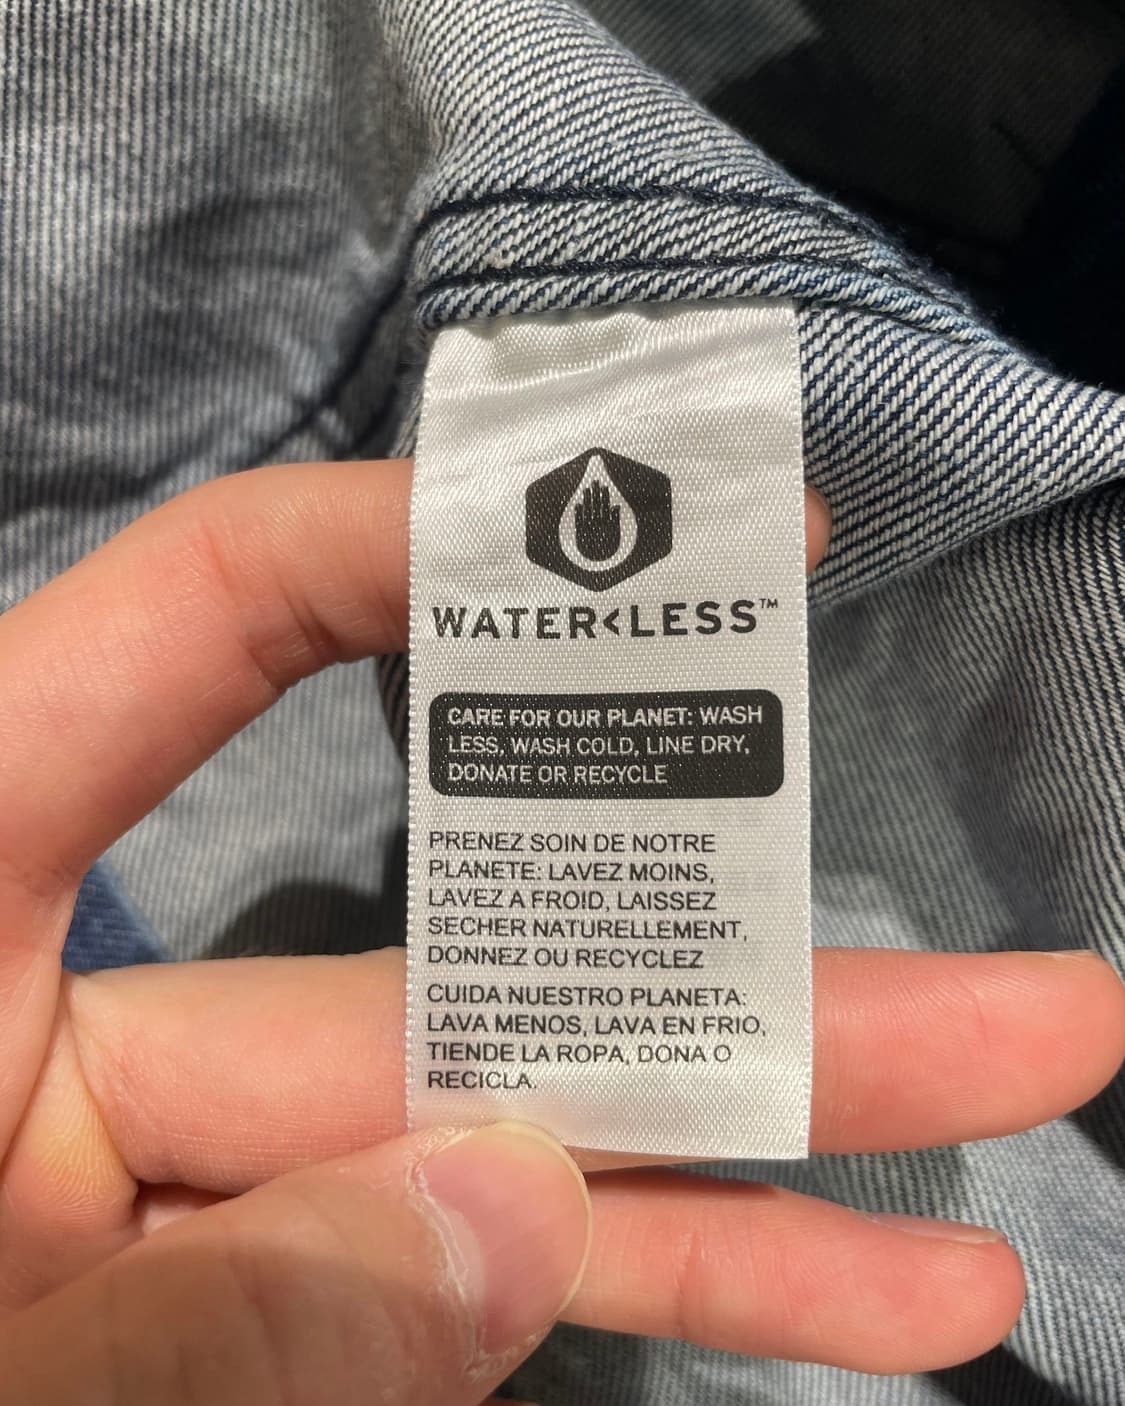 WATER<LESS™
CARE FOR OUR PLANET: WASH
LESS, WASH COLD, LINE DRY,
DONATE OR RECYCLE
PRENEZ SOIN DE NOTRE
PLANETE: LAVEZ MOINS,
LAVEZ A FROID, LAISSEZ
SECHER NATURELLEMENT,
DONNEZ OU RECYCLEZ
CUIDA NUESTRO PLANETA:
LAVA MENOS, LAVA EN FRIO,
TIENDE LA ROPA, DONA O
RECICLA.